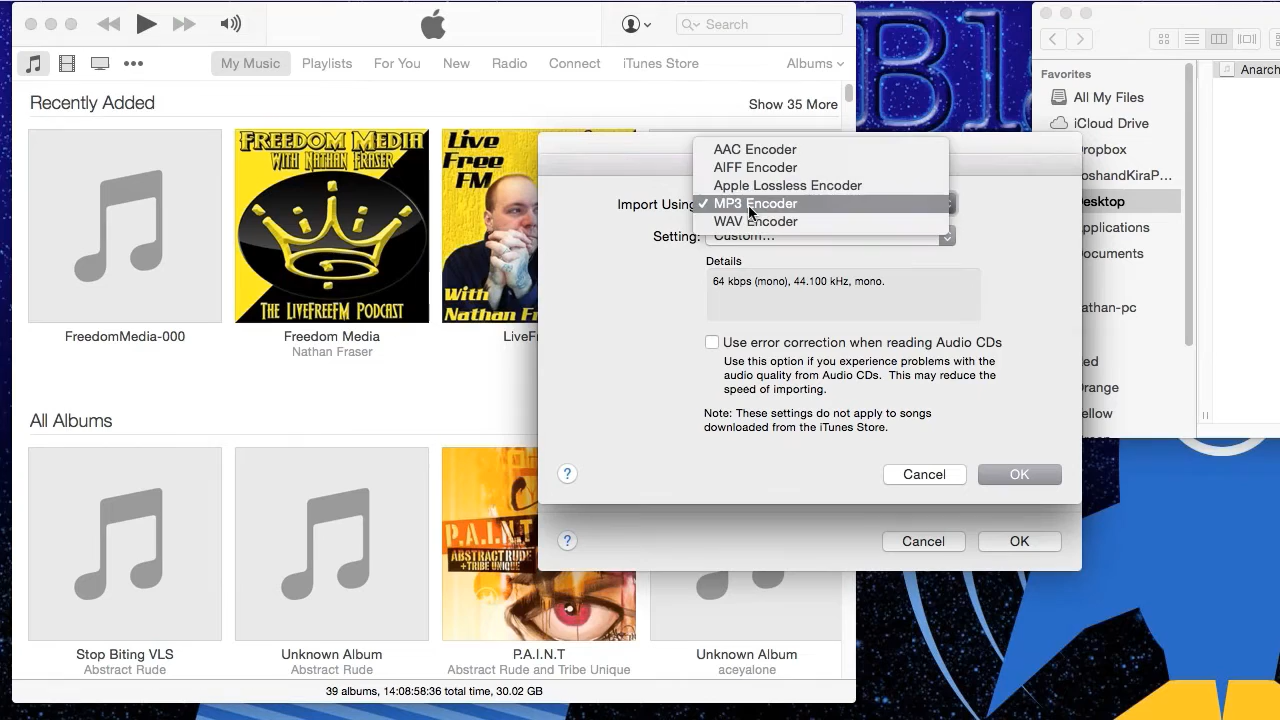 Search
My Music
Playlists
For You
New
Radio
Connect
iTunes Store
Albums
Recently Added
Show 35 More
FREEDOM MEDIA
WITH NATHAN FRASER
THE LIVEFREEFM PODCAST
Live
Free
FM
With
Nathan F
FreedomMedia-000
Freedom Media
Nathan Fraser
LiveFr
All Albums
P.A.I.N.T
ABSTRACT RUDE
+TRIBE UNIQUE
Stop Biting VLS
Abstract Rude
Unknown Album
Abstract Rude
P.A.I.N.T
Abstract Rude and Tribe Unique
Unknown Album
aceyalone
39 albums, 14:08:58:36 total time, 30.02 GB
Import Using
AAC Encoder
AIFF Encoder
Apple Lossless Encoder
✓ MP3 Encoder
WAV Encoder
Setting:
Custom...
Details
64 kbps (mono), 44.100 kHz, mono.
Use error correction when reading Audio CDs
Use this option if you experience problems with the
audio quality from Audio CDs. This may reduce the
speed of importing.
Note: These settings do not apply to songs
downloaded from the iTunes Store.
?
Cancel
OK
?
Cancel
OK
Bl
Favorites
All My Files
iCloud Drive
Dropbox
oshandKiraP...
Desktop
pplications
ocuments
athan-pc
ed
range
ellow
Anarch